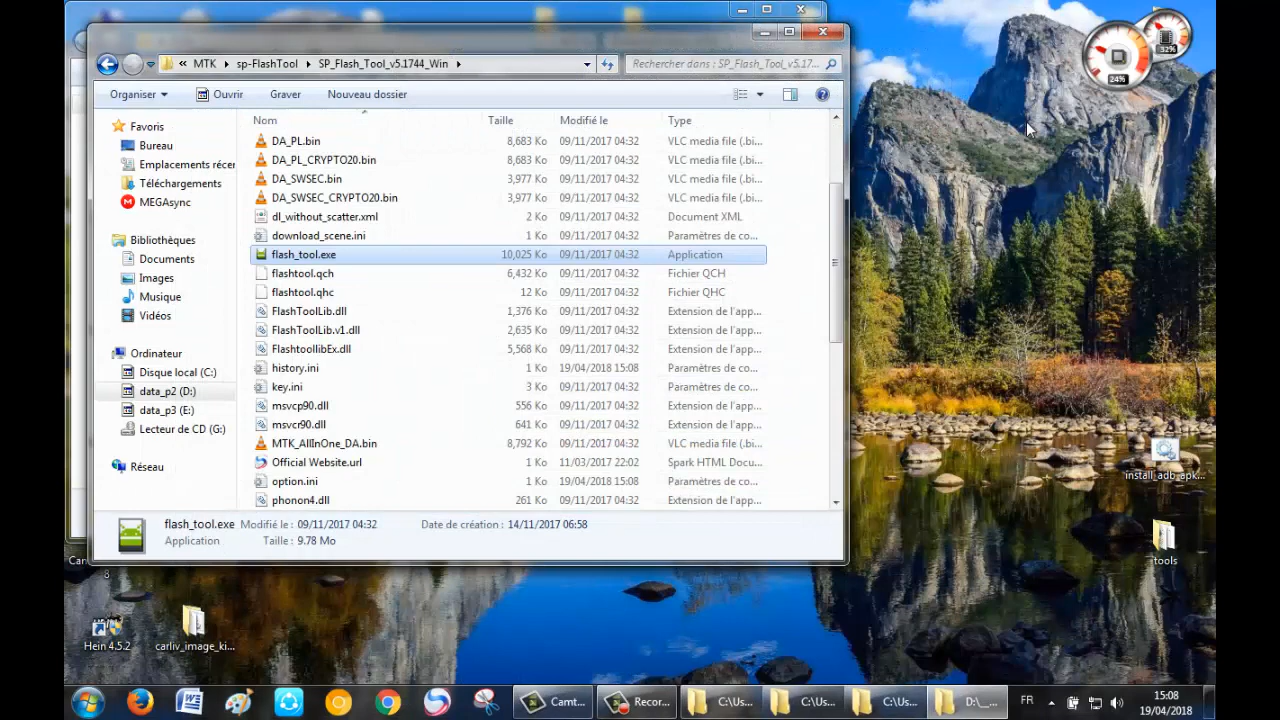 24%
32%
« MTK ▸ sp-FlashTool ▸ SP_Flash_Tool_v5.1744_Win ▸
Rechercher dans : SP_Flash_Tool_v5.17...
Organiser Ouvrir Graver Nouveau dossier
Favoris
Bureau
Emplacements récer
Téléchargements
MEGAsync
Bibliothèques
Documents
Images
Musique
Vidéos
Ordinateur
Disque local (C:)
data_p2 (D:)
data_p3 (E:)
Lecteur de CD (G:)
Réseau
Nom Taille Modifié le Type
DA_PL.bin 8,683 Ko 09/11/2017 04:32 VLC media file (.bi...
DA_PL_CRYPTO20.bin 8,683 Ko 09/11/2017 04:32 VLC media file (.bi...
DA_SWSEC.bin 3,977 Ko 09/11/2017 04:32 VLC media file (.bi...
DA_SWSEC_CRYPTO20.bin 3,977 Ko 09/11/2017 04:32 VLC media file (.bi...
dl_without_scatter.xml 2 Ko 09/11/2017 04:32 Document XML
download_scene.ini 1 Ko 09/11/2017 04:32 Paramètres de co...
flash_tool.exe 10,025 Ko 09/11/2017 04:32 Application
flashtool.qch 6,432 Ko 09/11/2017 04:32 Fichier QCH
flashtool.qhc 12 Ko 09/11/2017 04:32 Fichier QHC
FlashToolLib.dll 1,376 Ko 09/11/2017 04:32 Extension de l'app...
FlashToolLib.v1.dll 2,635 Ko 09/11/2017 04:32 Extension de l'app...
FlashtoollibEx.dll 5,568 Ko 09/11/2017 04:32 Extension de l'app...
history.ini 1 Ko 19/04/2018 15:08 Paramètres de co...
key.ini 3 Ko 09/11/2017 04:32 Paramètres de co...
msvcp90.dll 556 Ko 09/11/2017 04:32 Extension de l'app...
msvcr90.dll 641 Ko 09/11/2017 04:32 Extension de l'app...
MTK_AllInOne_DA.bin 8,792 Ko 09/11/2017 04:32 VLC media file (.bi...
Official Website.url 1 Ko 11/03/2017 22:02 Spark HTML Docu...
option.ini 1 Ko 19/04/2018 15:08 Paramètres de co...
phonon4.dll 261 Ko 09/11/2017 04:32 Extension de l'app...
flash_tool.exe Modifié le : 09/11/2017 04:32 Date de création : 14/11/2017 06:58
Application Taille : 9.78 Mo
install_adb_apk...
tools
8
Hein 4.5.2
carliv_image_ki...
Camt...
Recor...
C:\Us...
C:\Us...
C:\Us...
D:\__...
FR
15:08
19/04/2018